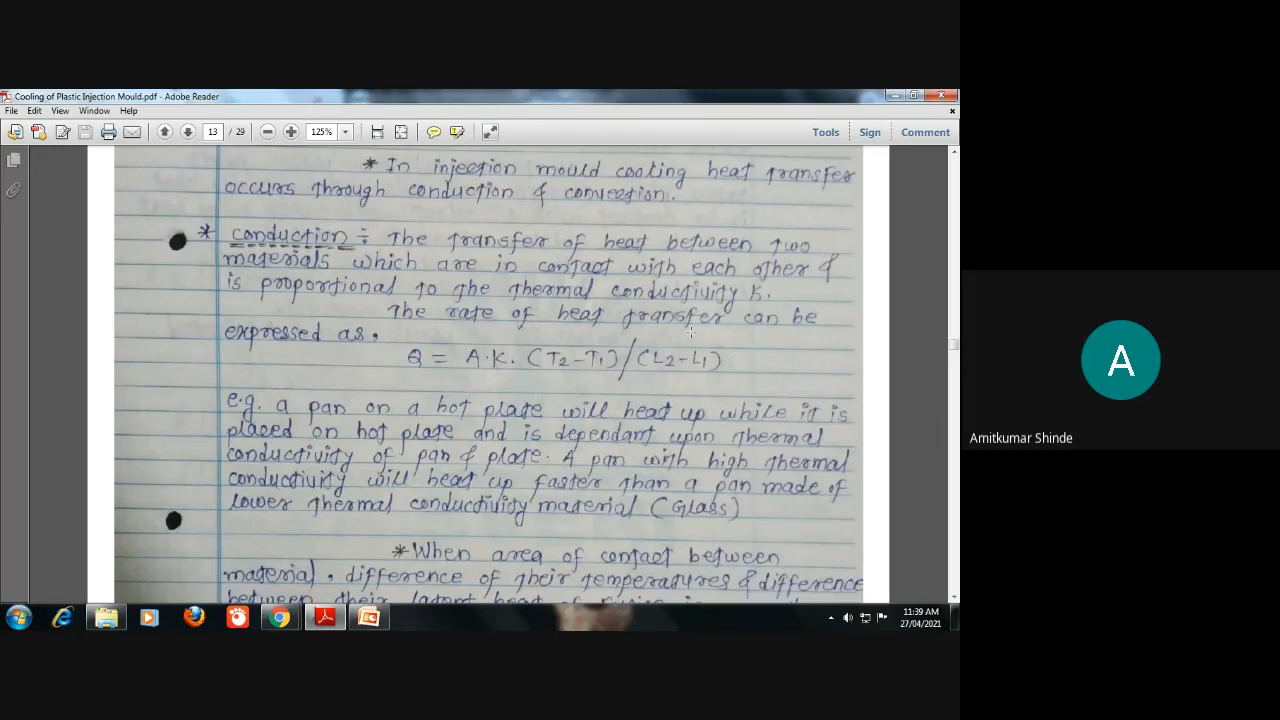 Cooling of Plastic Injection Mould.pdf - Adobe Reader
File Edit View Window Help
13 / 29 125% Tools Sign Comment
* In injection mould cooling heat transfer
occurs through conduction & convection.
* conduction ÷ The transfer of heat between two
materials which are in contact with each other &
is proportional to the thermal conductivity K.
The rate of heat transfer can be
expressed as,
Q = A.K. (T2-T1)/(L2-L1)
e.g. a pan on a hot plate will heat up while it is
placed on hot plate and is dependant upon thermal
conductivity of pan & plate. A pan with high thermal
conductivity will heat up faster than a pan made of
lower thermal conductivity material (Glass)
* When area of contact between
material, difference of their temperatures & difference
between their latent heat of
A
Amitkumar Shinde
11:39 AM
27/04/2021